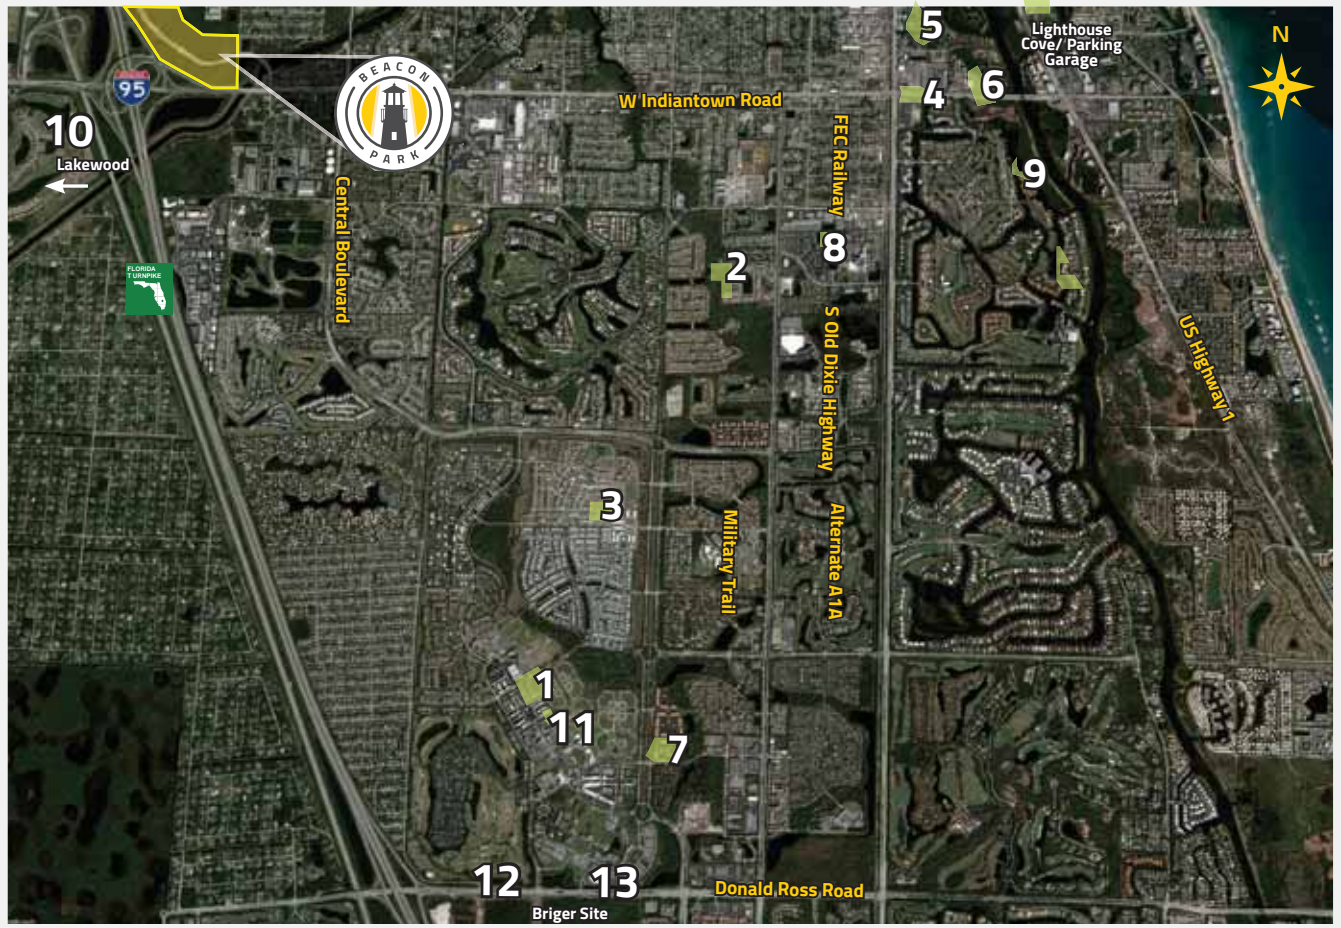 5
Lighthouse
Cove/ Parking
Garage
N
BEACON
PARK
95
W Indiantown Road
4
6
10
Lakewood
FEC Railway
9
Central Boulevard
8
2
FLORIDA
TURNPIKE
S Old Dixie Highway
US Highway 1
3
Military Trail
Alternate A1A
1
11
7
12
13
Donald Ross Road
Briger Site